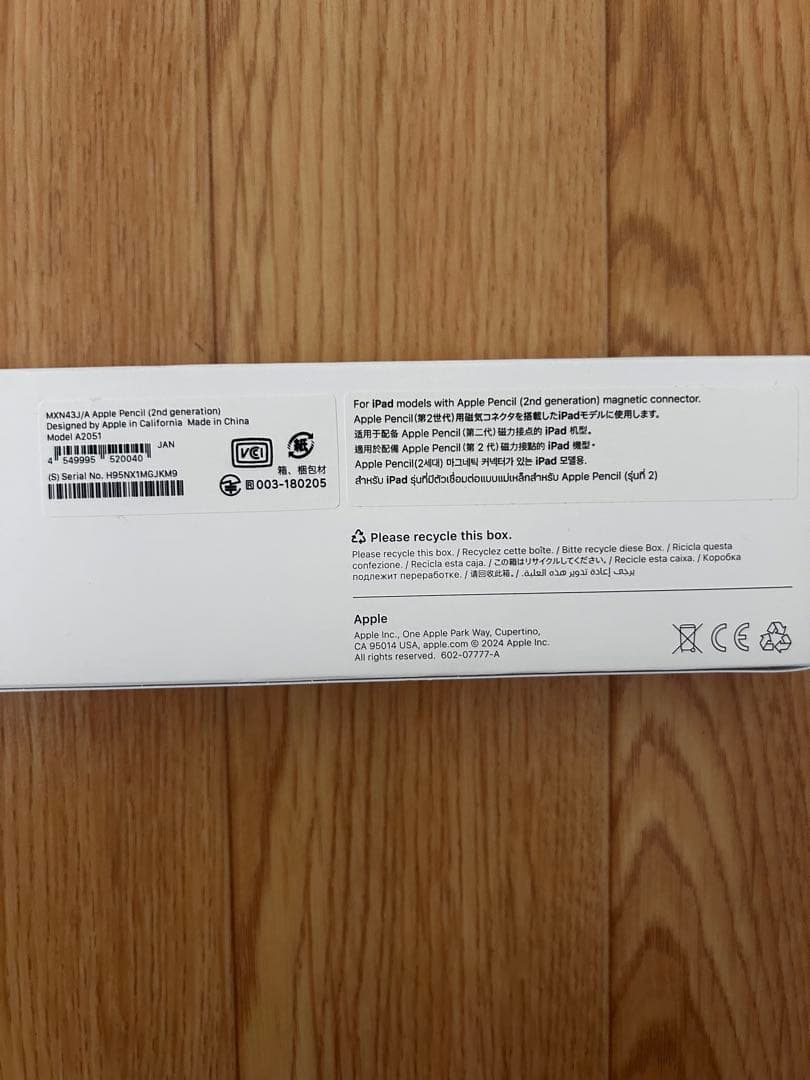 MXN43J/A Apple Pencil (2nd generation)
Designed by Apple in California Made in China
Model A2051
JAN
4 549995 520040
(S) Serial No. H95NX1MGJKM9
VCI
紙
箱、梱包材
003-180205
For iPad models with Apple Pencil (2nd generation) magnetic connector.
Apple Pencil(第2世代)用磁気コネクタを搭載したiPadモデルに使用します。
适用于配备 Apple Pencil (第二代) 磁力接点的 iPad 机型。
適用於配備 Apple Pencil (第 2 代) 磁力接點的 iPad 機型。
Apple Pencil(2세대) 마그네틱 커넥터가 있는 iPad 모델용.
สำหรับ iPad รุ่นที่มีตัวเชื่อมต่อแบบแม่เหล็กสำหรับ Apple Pencil (รุ่นที่ 2)
Please recycle this box.
Please recycle this box. / Recyclez cette boîte. / Bitte recycle diese Box. / Ricicla questa
confezione. / Recicla esta caja. / この箱はリサイクルしてください。/ Recicle esta caixa. / Коробка
подлежит переработке. / 请回收此箱。/ يرجى إعادة تدوير هذه العلبة.
Apple
Apple Inc., One Apple Park Way, Cupertino,
CA 95014 USA, apple.com © 2024 Apple Inc.
All rights reserved. 602-07777-A
CE